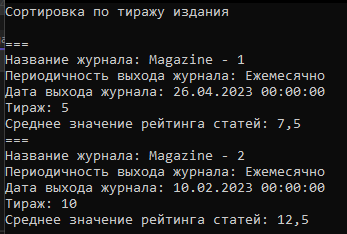 Сортировка по тиражу издания
===
Название журнала: Magazine - 1
Периодичность выхода журнала: Ежемесячно
Дата выхода журнала: 26.04.2023 00:00:00
Тираж: 5
Среднее значение рейтинга статей: 7,5
===
Название журнала: Magazine - 2
Периодичность выхода журнала: Ежемесячно
Дата выхода журнала: 10.02.2023 00:00:00
Тираж: 10
Среднее значение рейтинга статей: 12,5